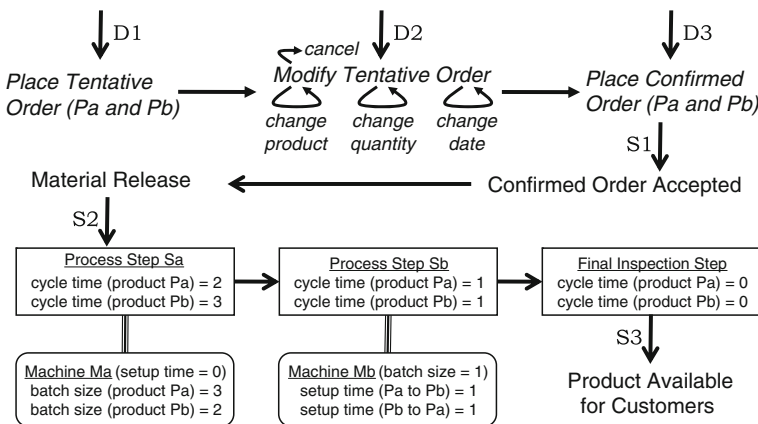 D1
D2
D3
cancel
Place Tentative
Order (Pa and Pb)
Modify Tentative Order
change
product
change
quantity
change
date
Place Confirmed
Order (Pa and Pb)
S1
Material Release
Confirmed Order Accepted
S2
Process Step Sa
cycle time (product Pa) = 2
cycle time (product Pb) = 3
Process Step Sb
cycle time (product Pa) = 1
cycle time (product Pb) = 1
Final Inspection Step
cycle time (product Pa) = 0
cycle time (product Pb) = 0
Machine Ma (setup time = 0)
batch size (product Pa) = 3
batch size (product Pb) = 2
Machine Mb (batch size = 1)
setup time (Pa to Pb) = 1
setup time (Pb to Pa) = 1
S3
Product Available
for Customers